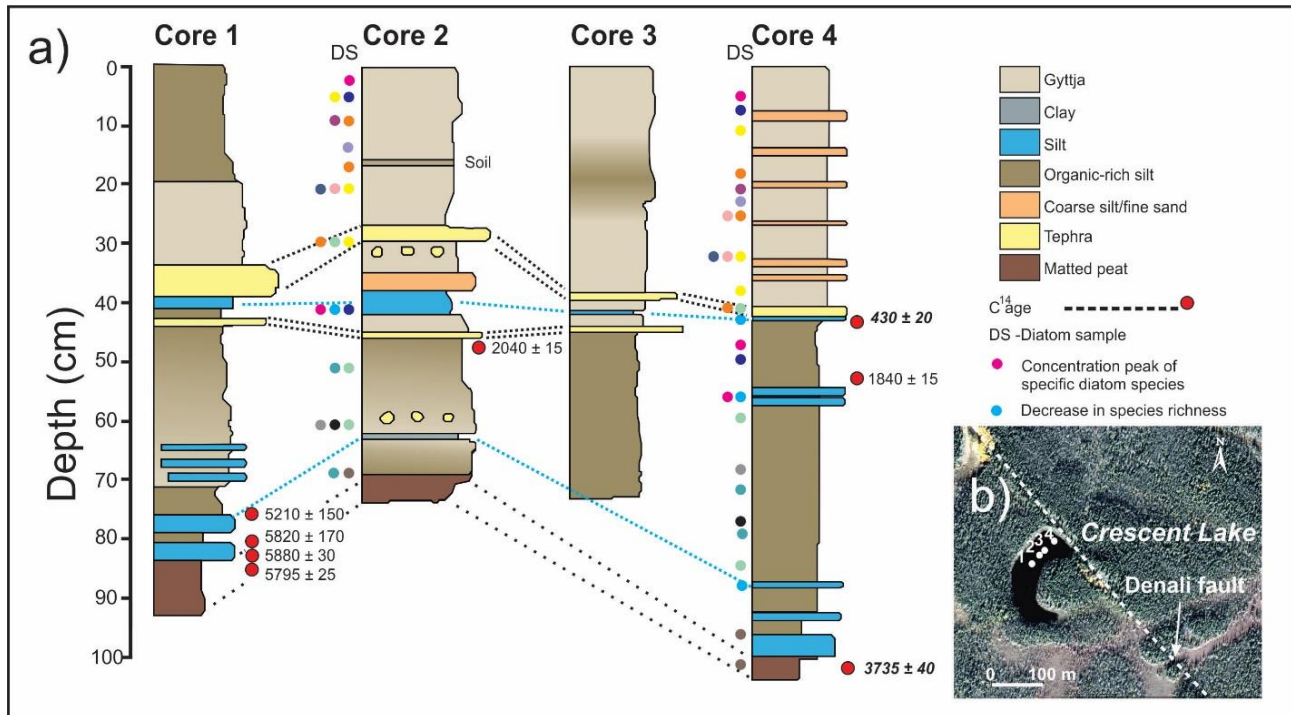 a)
Core 1
Core 2
Core 3
Core 4
DS
DS
Depth (cm)
0
10
20
30
40
50
60
70
80
90
100
Soil
2040 ± 15
5210 ± 150
5820 ± 170
5880 ± 30
5795 ± 25
430 ± 20
1840 ± 15
3735 ± 40
Gyttja
Clay
Silt
Organic-rich silt
Coarse silt/fine sand
Tephra
Matted peat
C14 age
DS -Diatom sample
Concentration peak of
specific diatom species
Decrease in species richness
b)
N
1 2 3 4
Crescent Lake
Denali fault
0 100 m